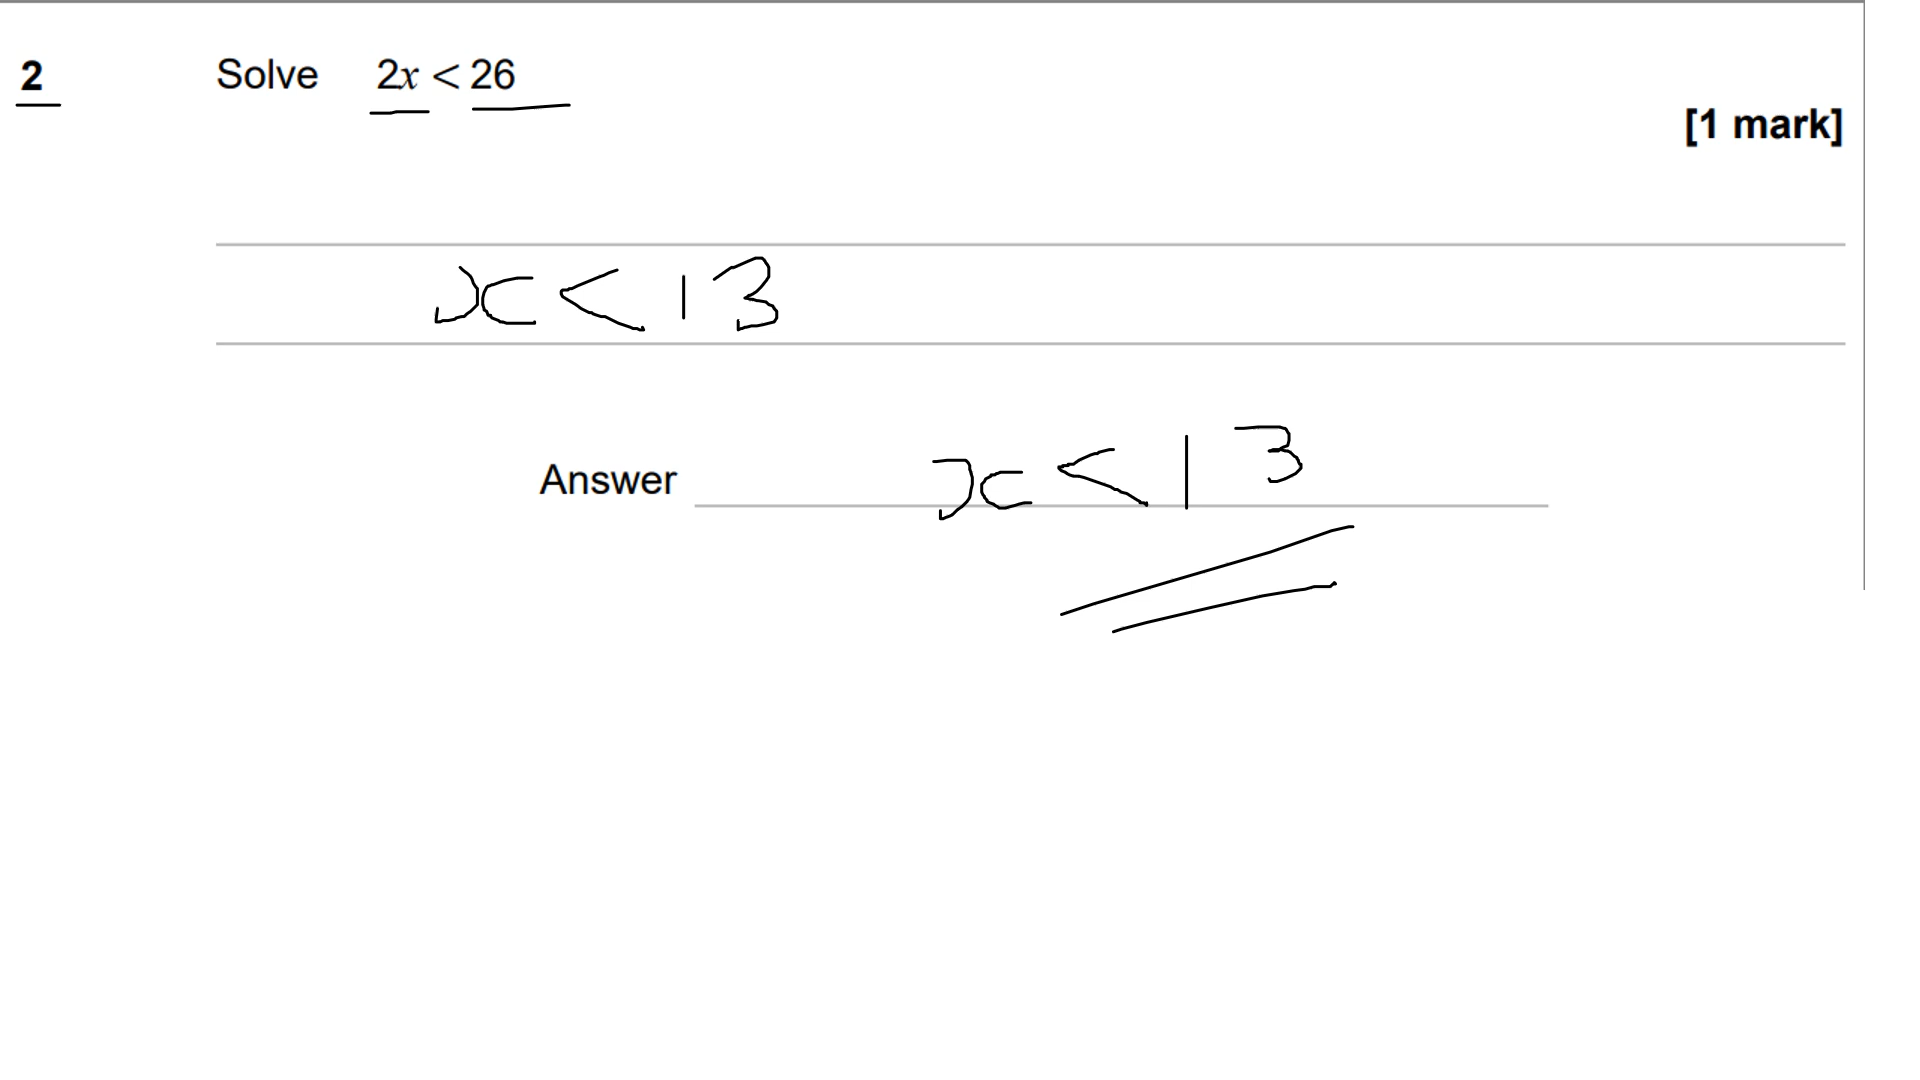 2 Solve 2x < 26
[1 mark]
x < 13
Answer x < 13